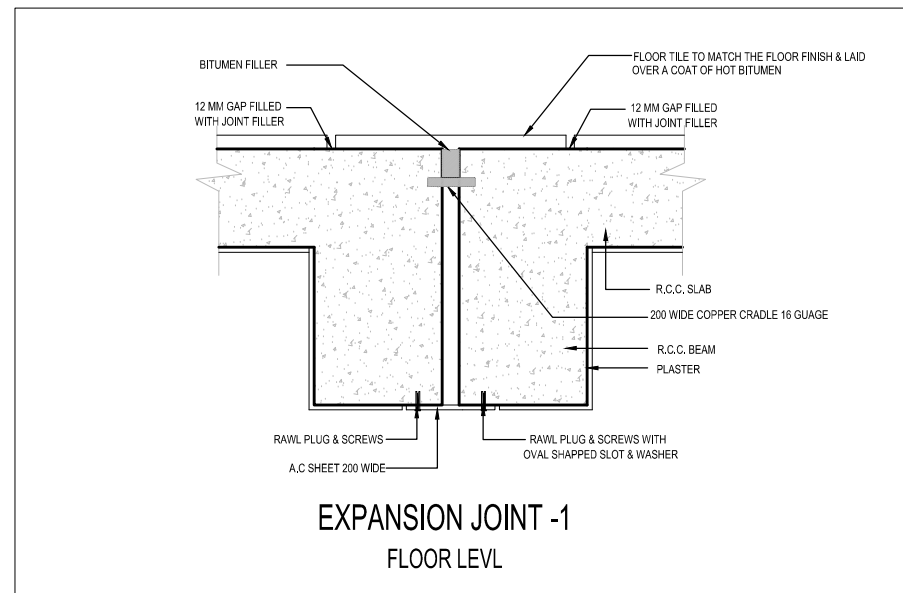 FLOOR TILE TO MATCH THE FLOOR FINISH & LAID
OVER A COAT OF HOT BITUMEN
BITUMEN FILLER
12 MM GAP FILLED
WITH JOINT FILLER
12 MM GAP FILLED
WITH JOINT FILLER
R.C.C. SLAB
200 WIDE COPPER CRADLE 16 GUAGE
R.C.C. BEAM
PLASTER
RAWL PLUG & SCREWS
RAWL PLUG & SCREWS WITH
OVAL SHAPPED SLOT & WASHER
A.C SHEET 200 WIDE
EXPANSION JOINT -1
FLOOR LEVL